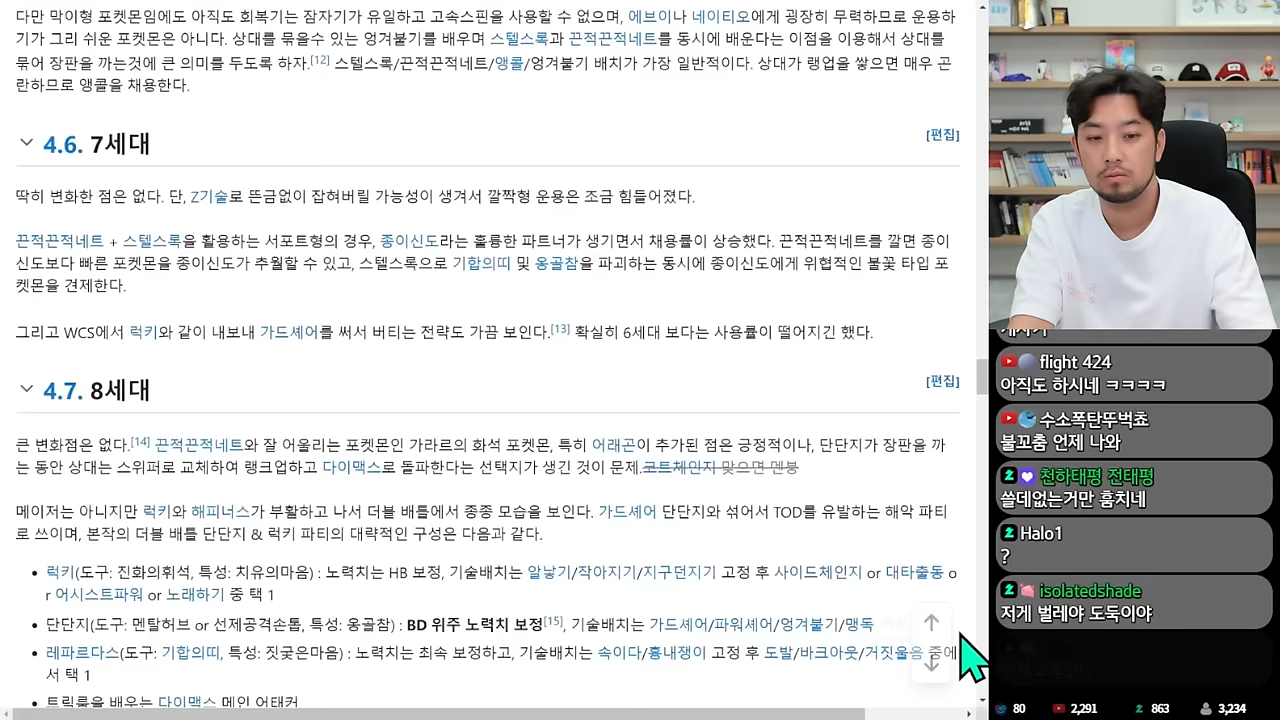 다만 막이형 포켓몬임에도 아직도 회복기는 잠자기가 유일하고 고속스핀을 사용할 수 없으며, 에브이나 네이티오에게 굉장히 무력하므로 운용하
기가 그리 쉬운 포켓몬은 아니다. 상대를 묶을수 있는 엉겨붙기를 배우며 스텔스록과 끈적끈적네트를 동시에 배운다는 이점을 이용해서 상대를
묶어 장판을 까는것에 큰 의미를 두도록 하자.[12] 스텔스록/끈적끈적네트/앵콜/엉겨붙기 배치가 가장 일반적이다. 상대가 랭업을 쌓으면 매우 곤
란하므로 앵콜을 채용한다.
4.6. 7세대
[편집]
딱히 변화한 점은 없다. 단, Z기술로 뜬금없이 잡혀버릴 가능성이 생겨서 깔짝형 운용은 조금 힘들어졌다.
끈적끈적네트 + 스텔스록을 활용하는 서포트형의 경우, 종이신도라는 훌륭한 파트너가 생기면서 채용률이 상승했다. 끈적끈적네트를 깔면 종이
신도보다 빠른 포켓몬을 종이신도가 추월할 수 있고, 스텔스록으로 기합의띠 및 옹골참을 파괴하는 동시에 종이신도에게 위협적인 불꽃 타입 포
켓몬을 견제한다.
그리고 WCS에서 럭키와 같이 내보내 가드셰어를 써서 버티는 전략도 가끔 보인다.[13] 확실히 6세대 보다는 사용률이 떨어지긴 했다.
4.7. 8세대
[편집]
큰 변화점은 없다.[14] 끈적끈적네트와 잘 어울리는 포켓몬인 가라르의 화석 포켓몬, 특히 어래곤이 추가된 점은 긍정적이나, 단단지가 장판을 까
는 동안 상대는 스위퍼로 교체하여 랭크업하고 다이맥스로 돌파한다는 선택지가 생긴 것이 문제.코트체인지 맞으면 멘붕
메이저는 아니지만 럭키와 해피너스가 부활하고 나서 더블 배틀에서 종종 모습을 보인다. 가드셰어 단단지와 섞어서 TOD를 유발하는 해악 파티
로 쓰이며, 본작의 더블 배틀 단단지 & 럭키 파티의 대략적인 구성은 다음과 같다.
• 럭키(도구: 진화의휘석, 특성: 치유의마음) : 노력치는 HB 보정, 기술배치는 알낳기/작아지기/지구던지기 고정 후 사이드체인지 or 대타출동 o
r 어시스트파워 or 노래하기 중 택 1
• 단단지(도구: 멘탈허브 or 선제공격손톱, 특성: 옹골참) : BD 위주 노력치 보정[15], 기술배치는 가드셰어/파워셰어/엉겨붙기/맹독
• 레파르다스(도구: 기합의띠, 특성: 짓궂은마음) : 노력치는 최속 보정하고, 기술배치는 속이다/흉내쟁이 고정 후 도발/바크아웃/거짓울음 중에
서 택 1
• 트릭룸을 배우는 다이맥스 메인 어태커
flight 424
아직도 하시네 ㅋㅋㅋㅋ
수소폭탄뚜벅쵸
불꼬춤 언제 나와
천하태평 전태평
쓸데없는거만 훔치네
Halo1
?
isolatedshade
저게 벌레야 도둑이야
80 2,291 863 3,234